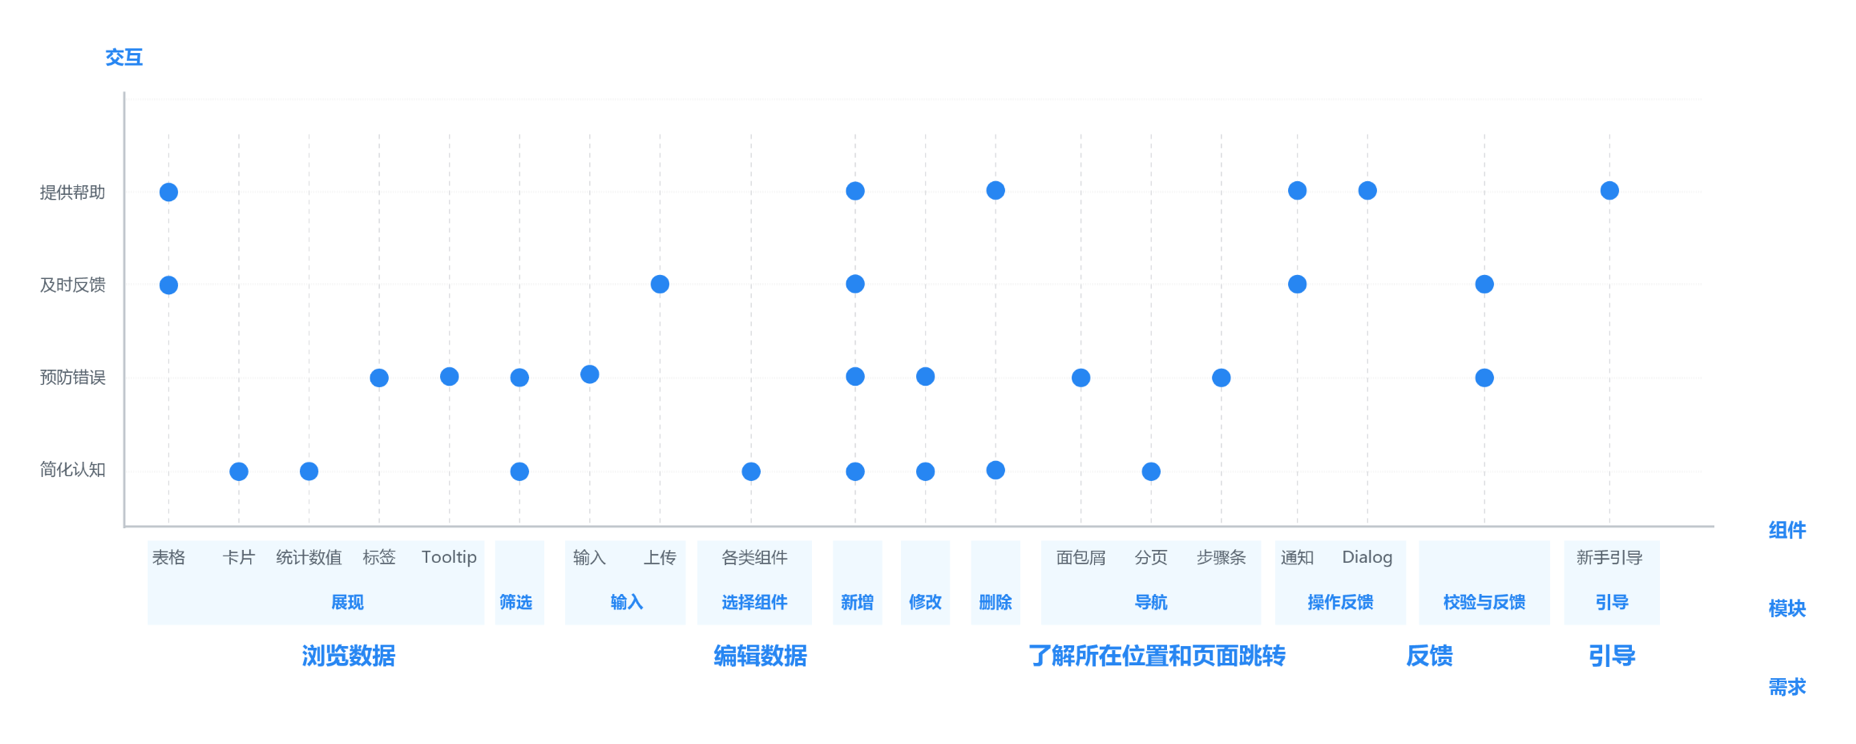 交互
提供帮助
及时反馈
预防错误
简化认知
组件
表格 卡片 统计数值 标签 Tooltip 输入 上传 各类组件 面包屑 分页 步骤条 通知 Dialog 新手引导
展现 筛选 输入 选择组件 新增 修改 删除 导航 操作反馈 校验与反馈 引导 模块
浏览数据 编辑数据 了解所在位置和页面跳转 反馈 引导
需求